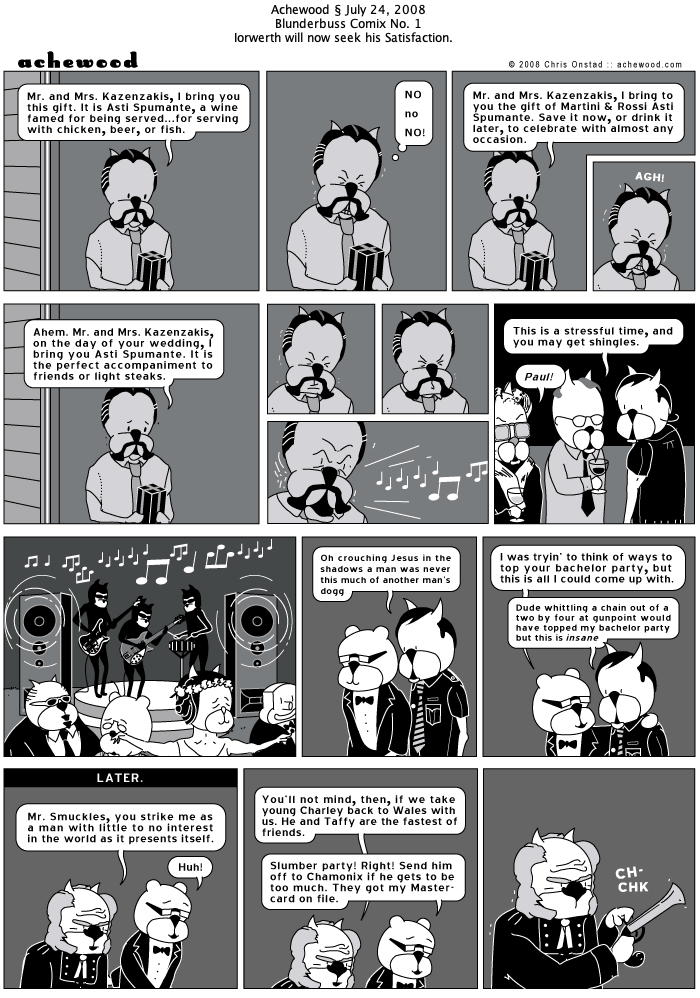 Achewood § July 24, 2008
Blunderbuss Comix No. 1
Iorwerth will now seek his Satisfaction.
achewood
© 2008 Chris Onstad :: achewood.com
Mr. and Mrs. Kazenzakis, I bring you
this gift. It is Asti Spumante, a wine
famed for being served...for serving
with chicken, beer, or fish.
NO
no
NO!
Mr. and Mrs. Kazenzakis, I bring to
you the gift of Martini & Rossi Asti
Spumante. Save it now, or drink it
later, to celebrate with almost any
occasion.
AGH!
Ahem. Mr. and Mrs. Kazenzakis,
on the day of your wedding, I
bring you Asti Spumante. It is
the perfect accompaniment to
friends or light steaks.
This is a stressful time, and
you may get shingles.
Paul!
Oh crouching Jesus in the
shadows a man was never
this much of another man's
dogg
I was tryin' to think of ways to
top your bachelor party, but
this is all I could come up with.
Dude whittling a chain out of a
two by four at gunpoint would
have topped my bachelor party
but this is insane
LATER.
Mr. Smuckles, you strike me as
a man with little to no interest
in the world as it presents itself.
Huh!
You'll not mind, then, if we take
young Charley back to Wales with
us. He and Taffy are the fastest of
friends.
Slumber party! Right! Send him
off to Chamonix if he gets to be
too much. They got my Master-
card on file.
CH-
CHK